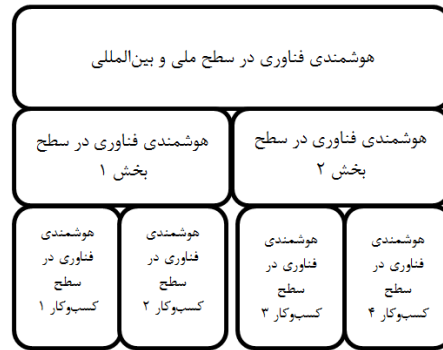 هوشمندی فناوری در سطح ملی و بین‌المللی
هوشمندی فناوری در سطح
بخش ۲
هوشمندی فناوری در سطح
بخش ۱
هوشمندی
فناوری در
سطح
کسب‌وکار ۴
هوشمندی
فناوری در
سطح
کسب‌وکار ۳
هوشمندی
فناوری در
سطح
کسب‌وکار ۲
هوشمندی
فناوری در
سطح
کسب‌وکار ۱